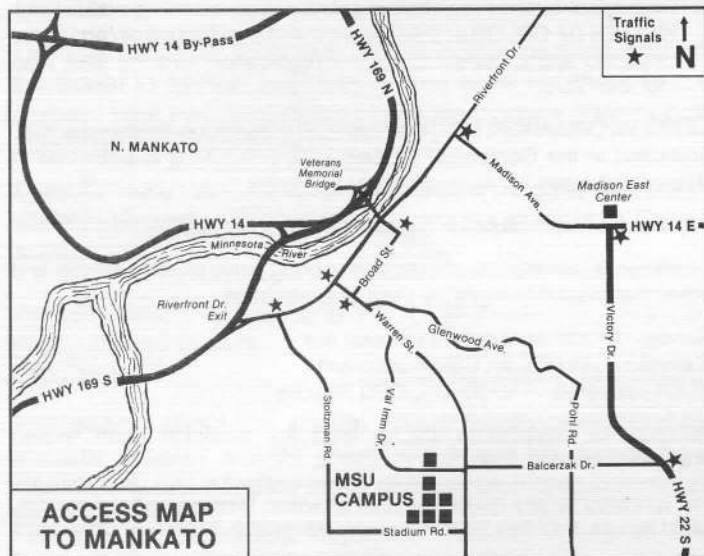 HWY 14 By-Pass
HWY 169 N
Riverfront Dr.
Traffic
Signals
N
N. MANKATO
Veterans
Memorial
Bridge
Madison Ave.
Madison East
Center
HWY 14
HWY 14 E
Minnesota
River
Broad St.
Riverfront Dr.
Exit
Warren St.
Glenwood Ave.
Victory Dr.
HWY 169 S
Stoltzman Rd.
Val Imm Dr.
Pohl Rd.
Balcerzak Dr.
MSU
CAMPUS
HWY 22 S
Stadium Rd.
ACCESS MAP
TO MANKATO